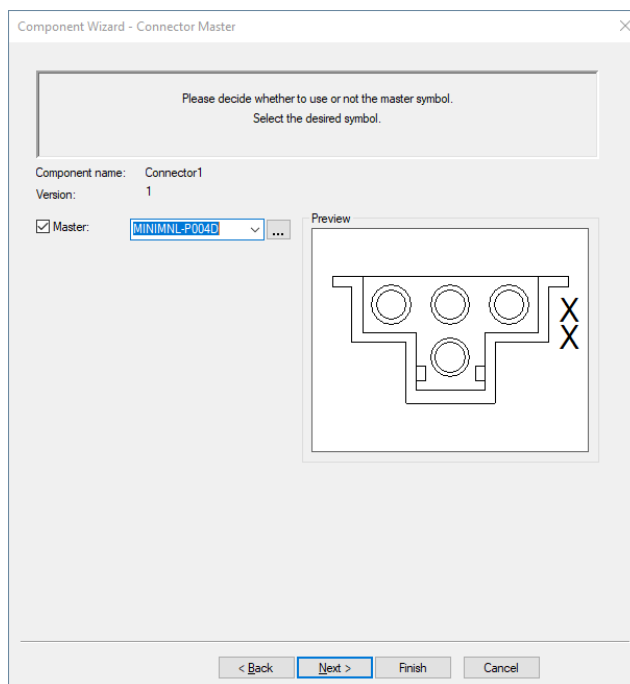 Component Wizard - Connector Master
Please decide whether to use or not the master symbol.
Select the desired symbol.
Component name: Connector1
Version: 1
Master: MINIMNL-P004D ...
Preview
X
X
< Back Next > Finish Cancel